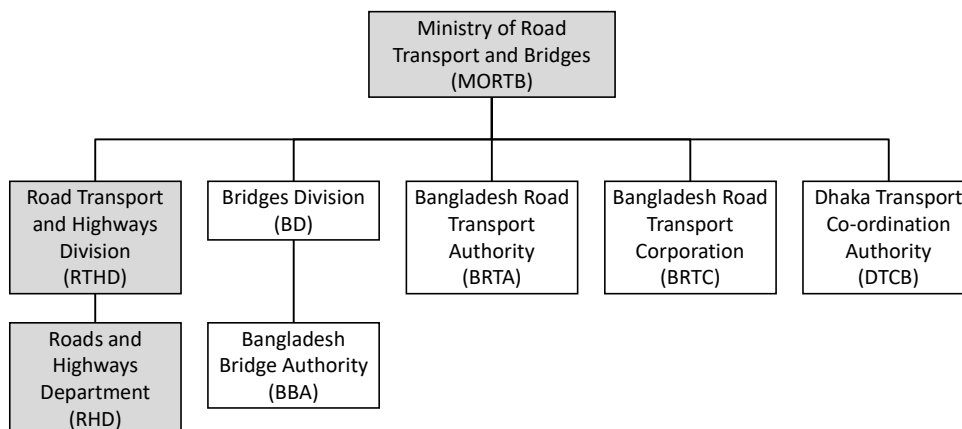 Ministry of Road
Transport and Bridges
(MORTB)
Road Transport
and Highways
Division
(RTHD)
Bridges Division
(BD)
Bangladesh Road
Transport
Authority
(BRTA)
Bangladesh Road
Transport
Corporation
(BRTC)
Dhaka Transport
Co-ordination
Authority
(DTCB)
Roads and
Highways
Department
(RHD)
Bangladesh
Bridge Authority
(BBA)